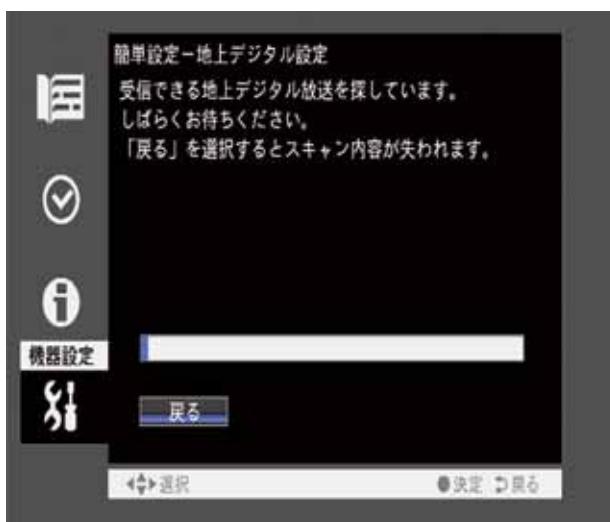 簡単設定－地上デジタル設定
受信できる地上デジタル放送を探しています。
しばらくお待ちください。
「戻る」を選択するとスキャン内容が失われます。
機器設定
戻る
選択
決定 戻る